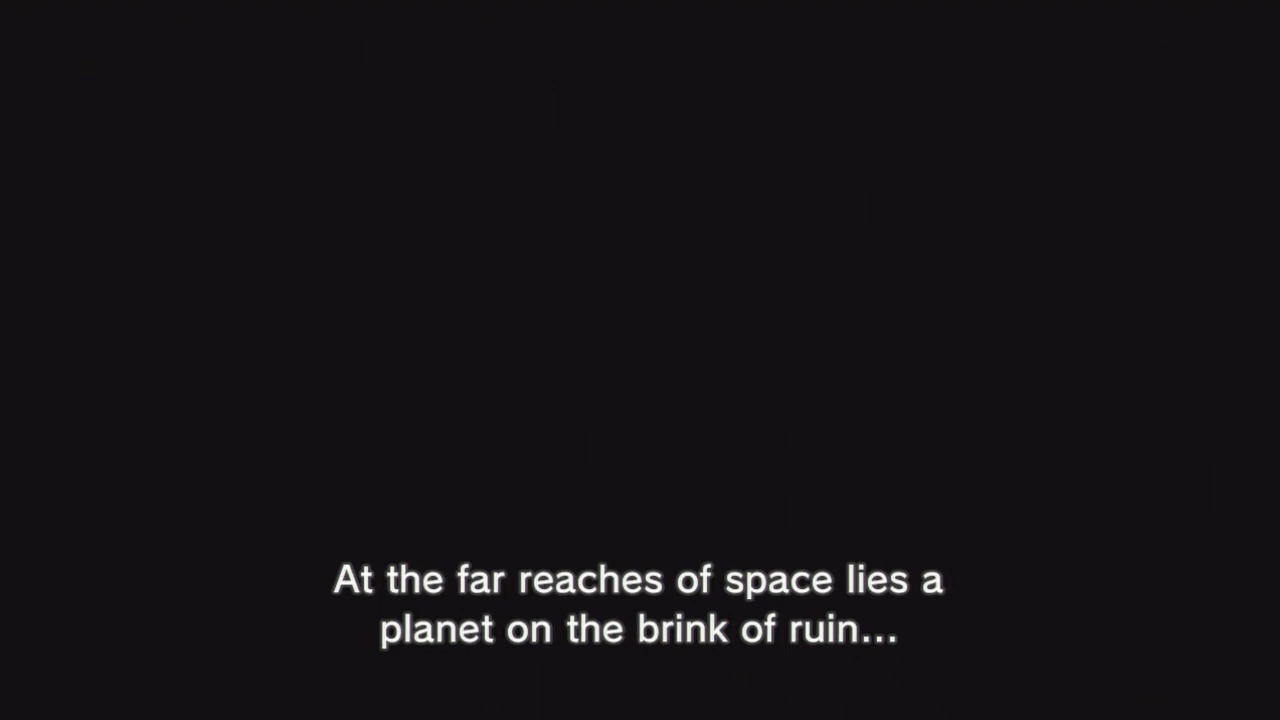 At the far reaches of space lies a
planet on the brink of ruin...